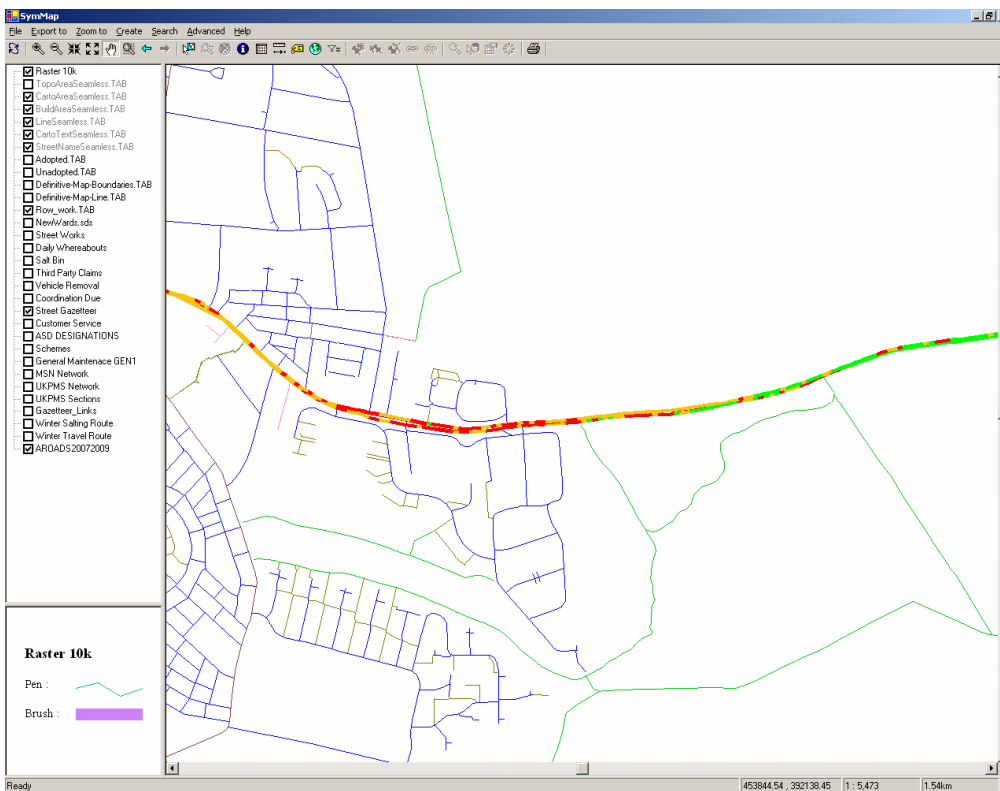 SymMap
File Export to Zoom to Create Search Advanced Help
Raster 10k
TopoAreaSeamless.TAB
CartoAreaSeamless.TAB
BuildAreaSeamless.TAB
LineSeamless.TAB
CartoTextSeamless.TAB
StreetNameSeamless.TAB
Adopted.TAB
Unadopted.TAB
Definitive-Map-Boundaries.TAB
Definitive-Map-Line.TAB
Row_work.TAB
NewWards.sds
Street Works
Daily Whereabouts
Salt Bin
Third Party Claims
Vehicle Removal
Coordination Due
Street Gazetteer
Customer Service
ASD DESIGNATIONS
Schemes
General Maintenace GEN1
MSN Network
UKPMS Network
UKPMS Sections
Gazetteer_Links
Winter Salting Route
Winter Travel Route
AROADS20072009
Raster 10k
Pen :
Brush :
Ready 453844.54 , 392138.45 1 : 5,473 1.54km